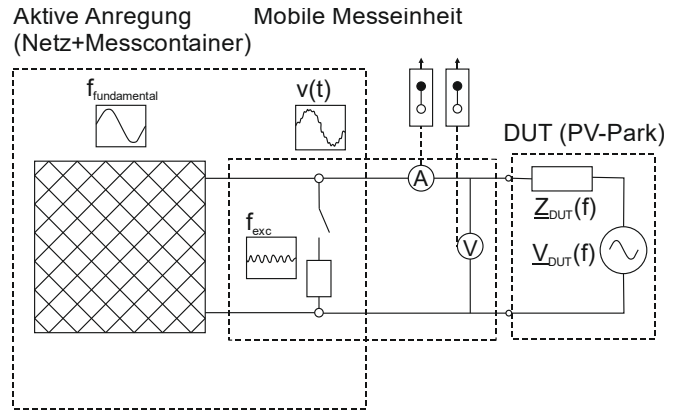 Aktive Anregung
(Netz+Messcontainer)
Mobile Messeinheit
f_fundamental
v(t)
DUT (PV-Park)
A
Z_DUT(f)
f_exc
V
V_DUT(f)